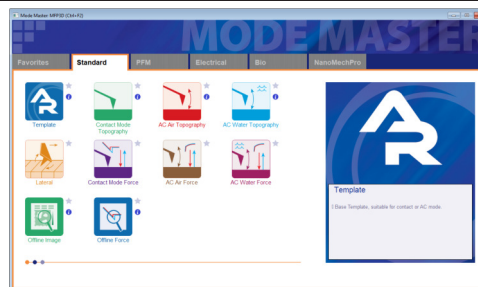 Mode Master: MFP3D (Ctrl+F2)
MODE MASTER
Favorites Standard PFM Electrical Bio NanoMechPro
Template Contact Mode Topography AC Air Topography AC Water Topography
Lateral Contact Mode Force AC Air Force AC Water Force
Offline Image Offline Force
AR
Template
Base Template, suitable for contact or AC mode.